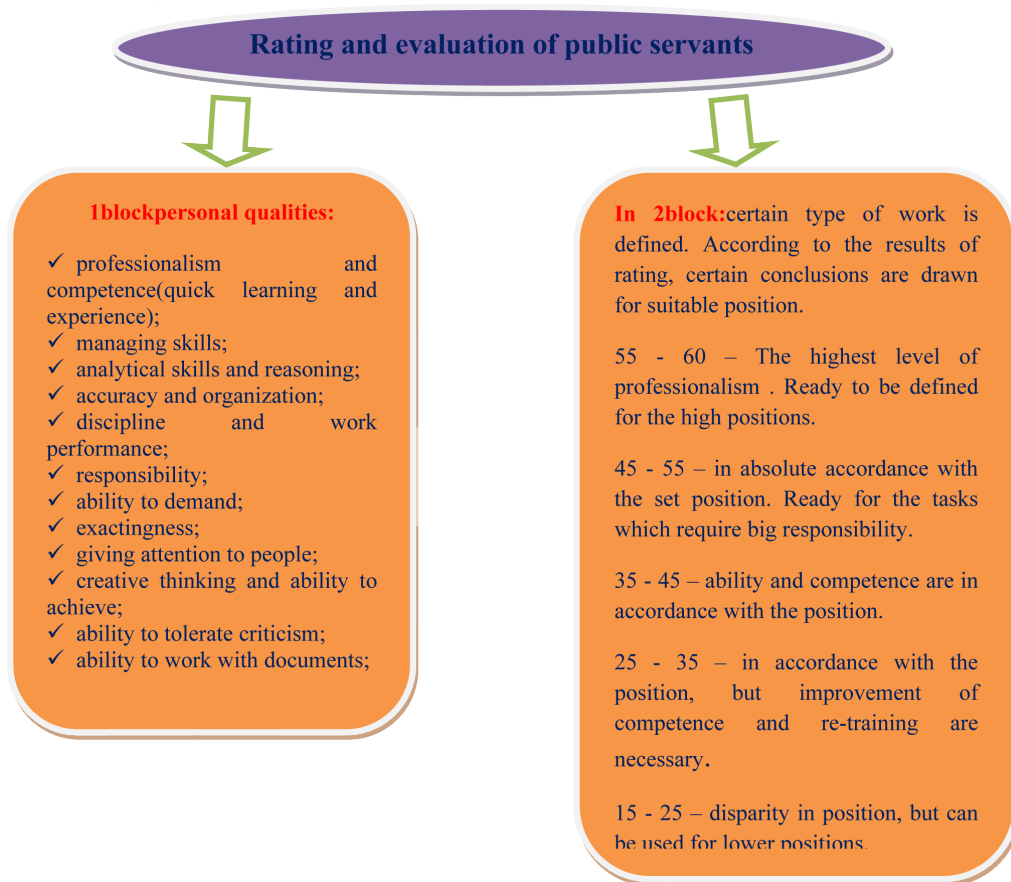 Rating and evaluation of public servants
1blockpersonal qualities:
✓ professionalism and
competence(quick learning and
experience);
✓ managing skills;
✓ analytical skills and reasoning;
✓ accuracy and organization;
✓ discipline and work
performance;
✓ responsibility;
✓ ability to demand;
✓ exactingness;
✓ giving attention to people;
✓ creative thinking and ability to
achieve;
✓ ability to tolerate criticism;
✓ ability to work with documents;
In 2block:certain type of work is
defined. According to the results of
rating, certain conclusions are drawn
for suitable position.
55 - 60 – The highest level of
professionalism . Ready to be defined
for the high positions.
45 - 55 – in absolute accordance with
the set position. Ready for the tasks
which require big responsibility.
35 - 45 – ability and competence are in
accordance with the position.
25 - 35 – in accordance with the
position, but improvement of
competence and re-training are
necessary.
15 - 25 – disparity in position, but can
be used for lower positions.